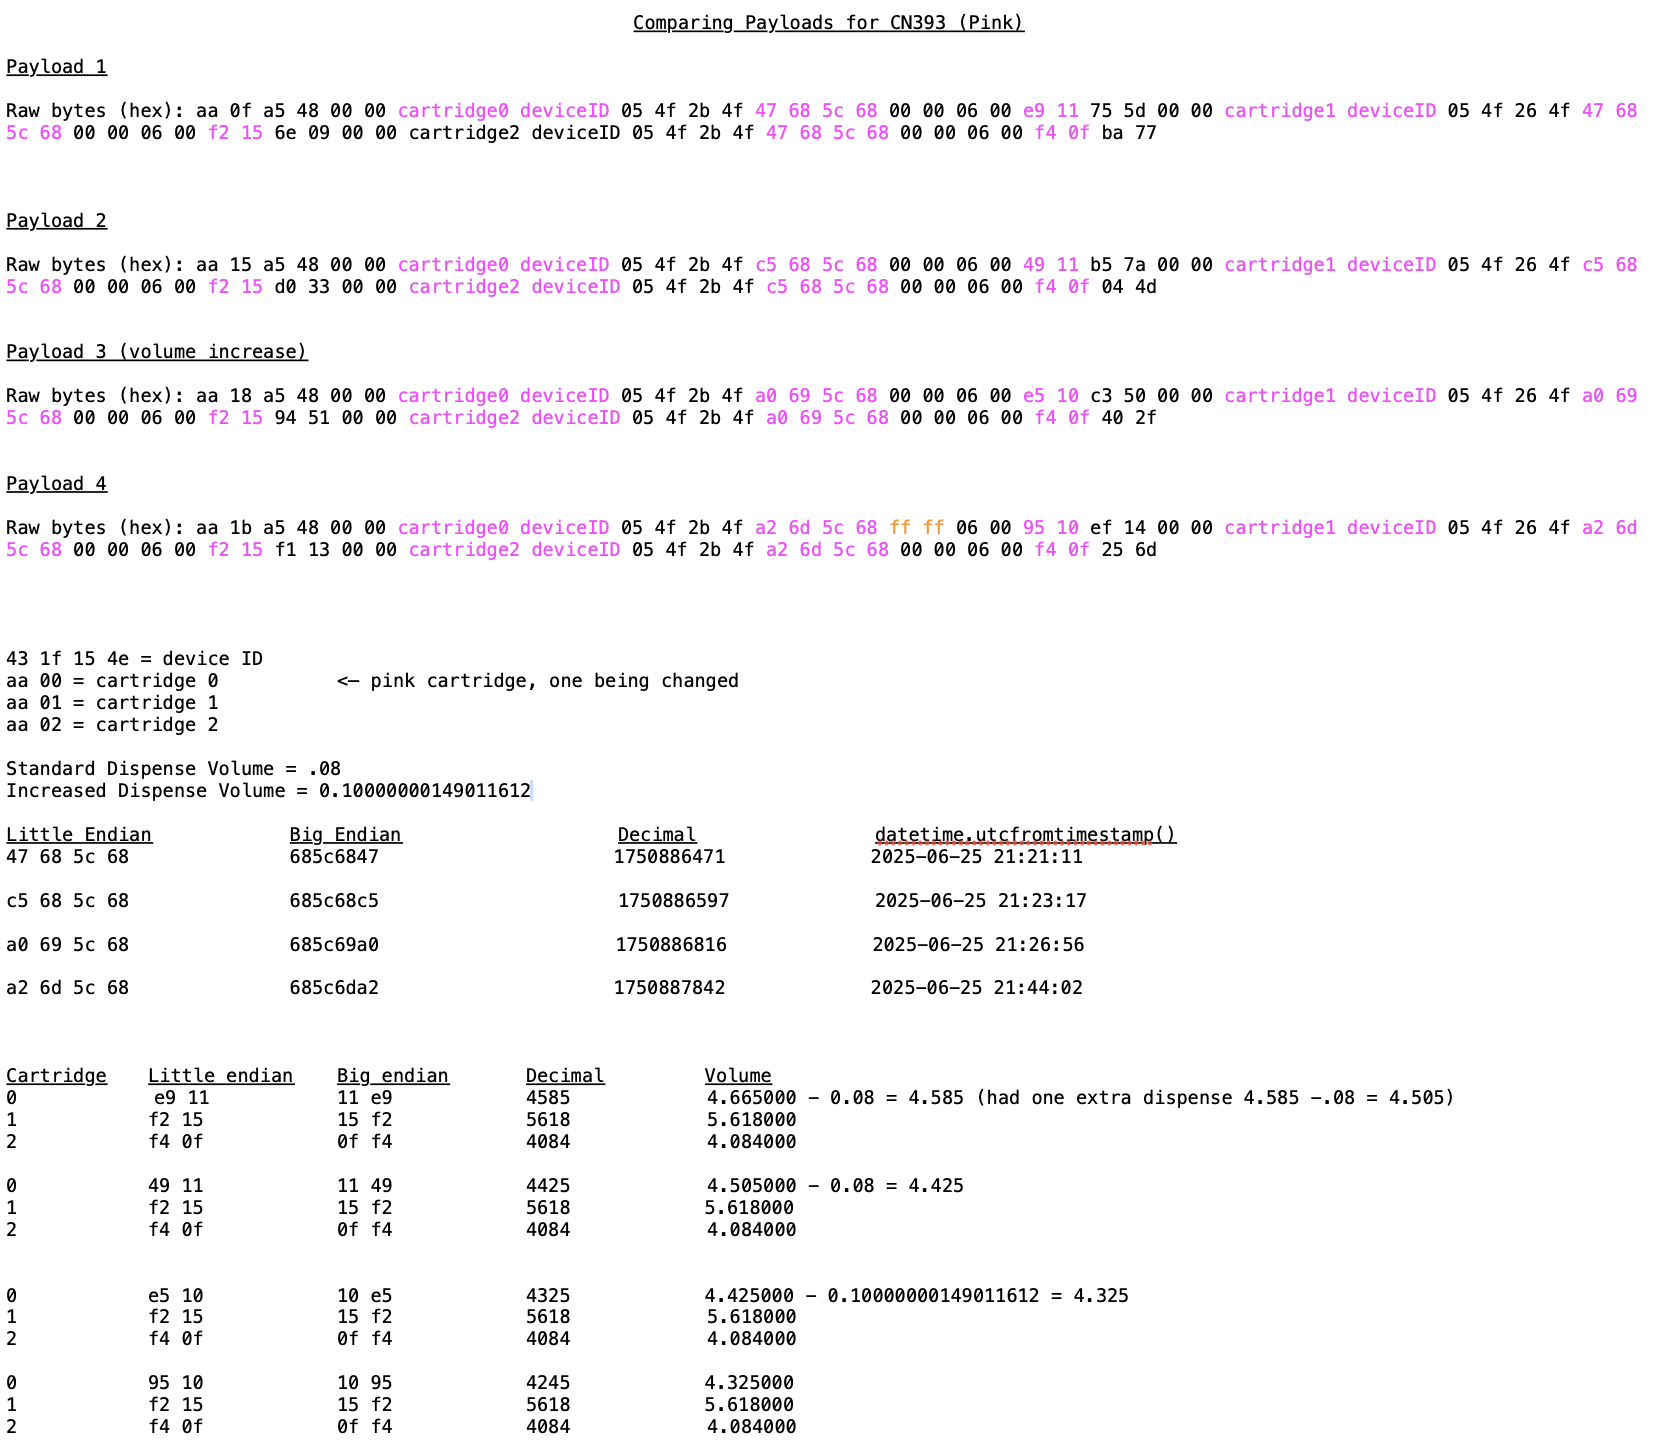 Comparing Payloads for CN393 (Pink)
Payload 1
Raw bytes (hex): aa 0f a5 48 00 00 cartridge0 deviceID 05 4f 2b 4f 47 68 5c 68 00 00 06 00 e9 11 75 5d 00 00 cartridge1 deviceID 05 4f 26 4f 47 68
5c 68 00 00 06 00 f2 15 6e 09 00 00 cartridge2 deviceID 05 4f 2b 4f 47 68 5c 68 00 00 06 00 f4 0f ba 77
Payload 2
Raw bytes (hex): aa 15 a5 48 00 00 cartridge0 deviceID 05 4f 2b 4f c5 68 5c 68 00 00 06 00 49 11 b5 7a 00 00 cartridge1 deviceID 05 4f 26 4f c5 68
5c 68 00 00 06 00 f2 15 d0 33 00 00 cartridge2 deviceID 05 4f 2b 4f c5 68 5c 68 00 00 06 00 f4 0f 04 4d
Payload 3 (volume increase)
Raw bytes (hex): aa 18 a5 48 00 00 cartridge0 deviceID 05 4f 2b 4f a0 69 5c 68 00 00 06 00 e5 10 c3 50 00 00 cartridge1 deviceID 05 4f 26 4f a0 69
5c 68 00 00 06 00 f2 15 94 51 00 00 cartridge2 deviceID 05 4f 2b 4f a0 69 5c 68 00 00 06 00 f4 0f 40 2f
Payload 4
Raw bytes (hex): aa 1b a5 48 00 00 cartridge0 deviceID 05 4f 2b 4f a2 6d 5c 68 ff ff 06 00 95 10 ef 14 00 00 cartridge1 deviceID 05 4f 26 4f a2 6d
5c 68 00 00 06 00 f2 15 f1 13 00 00 cartridge2 deviceID 05 4f 2b 4f a2 6d 5c 68 00 00 06 00 f4 0f 25 6d
43 1f 15 4e = device ID
aa 00 = cartridge 0 <– pink cartridge, one being changed
aa 01 = cartridge 1
aa 02 = cartridge 2
Standard Dispense Volume = .08
Increased Dispense Volume = 0.10000000149011612
Little Endian Big Endian Decimal datetime.utcfromtimestamp()
47 68 5c 68 685c6847 1750886471 2025–06–25 21:21:11
c5 68 5c 68 685c68c5 1750886597 2025–06–25 21:23:17
a0 69 5c 68 685c69a0 1750886816 2025–06–25 21:26:56
a2 6d 5c 68 685c6da2 1750887842 2025–06–25 21:44:02
Cartridge Little endian Big endian Decimal Volume
0 e9 11 11 e9 4585 4.665000 – 0.08 = 4.585 (had one extra dispense 4.585 –.08 = 4.505)
1 f2 15 15 f2 5618 5.618000
2 f4 0f 0f f4 4084 4.084000
0 49 11 11 49 4425 4.505000 – 0.08 = 4.425
1 f2 15 15 f2 5618 5.618000
2 f4 0f 0f f4 4084 4.084000
0 e5 10 10 e5 4325 4.425000 – 0.10000000149011612 = 4.325
1 f2 15 15 f2 5618 5.618000
2 f4 0f 0f f4 4084 4.084000
0 95 10 10 95 4245 4.325000
1 f2 15 15 f2 5618 5.618000
2 f4 0f 0f f4 4084 4.084000